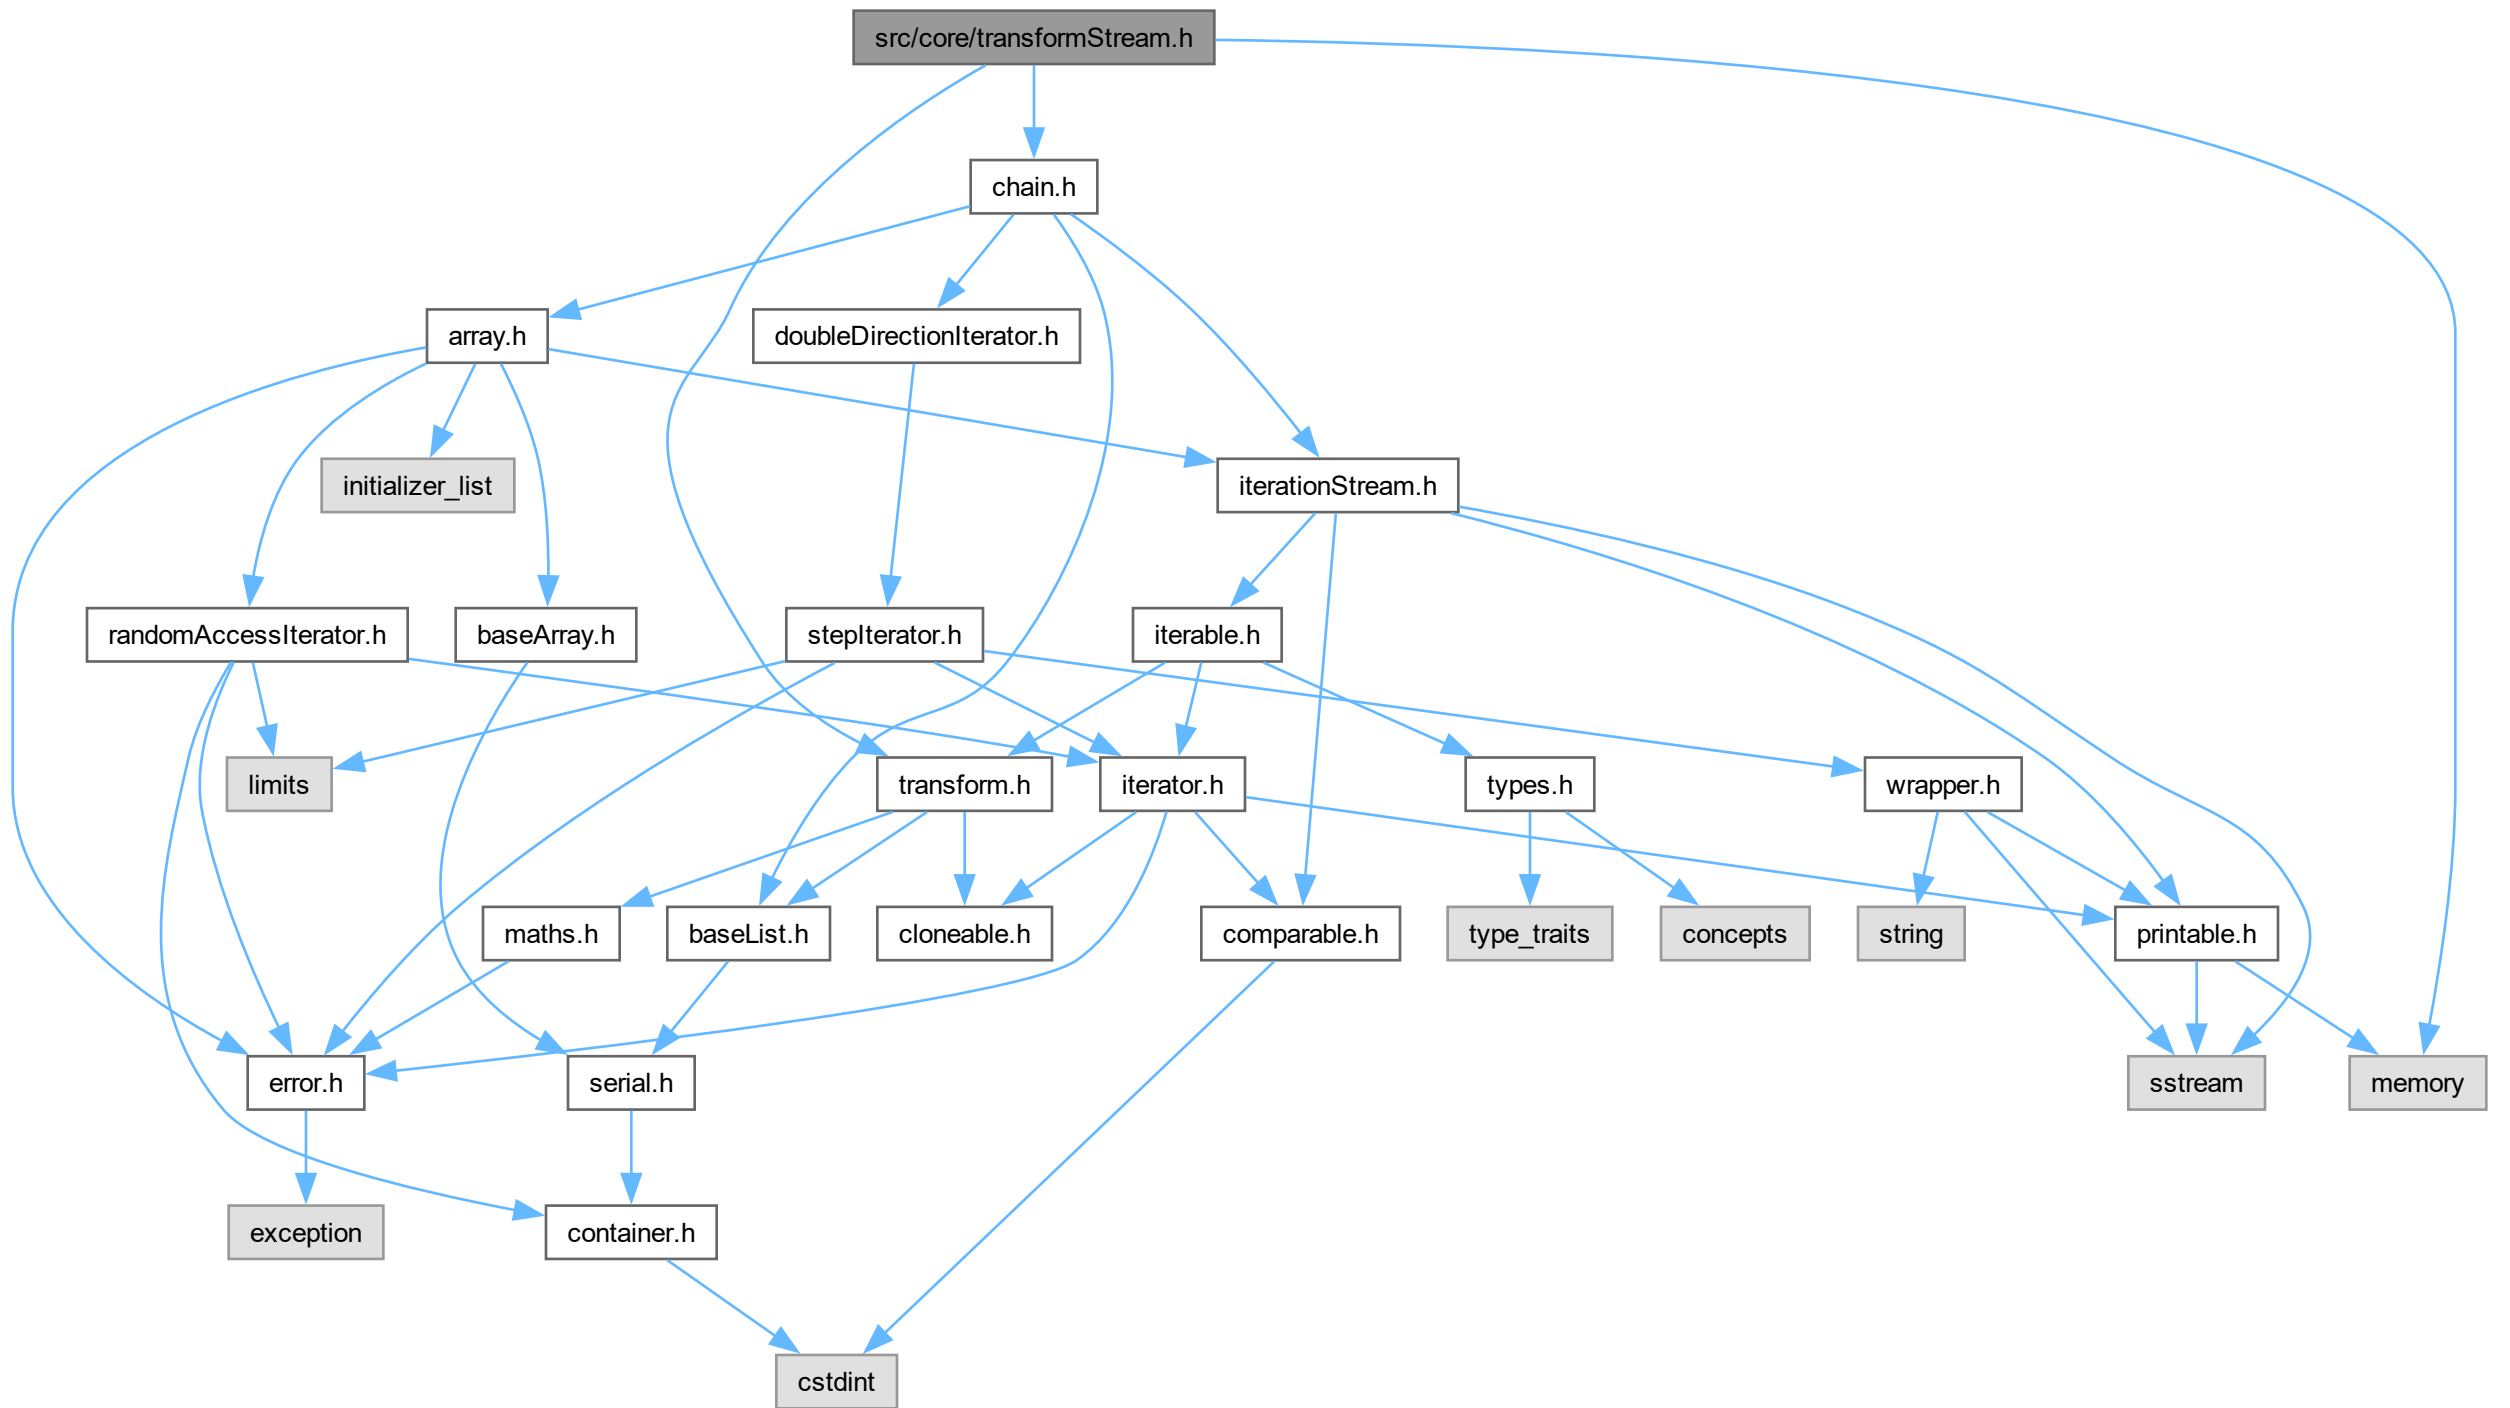 src/core/transformStream.h
chain.h
array.h
doubleDirectionIterator.h
initializer_list
iterationStream.h
randomAccessIterator.h
baseArray.h
stepIterator.h
iterable.h
limits
transform.h
iterator.h
types.h
wrapper.h
maths.h
baseList.h
cloneable.h
comparable.h
type_traits
concepts
string
printable.h
error.h
serial.h
sstream
memory
exception
container.h
cstdint